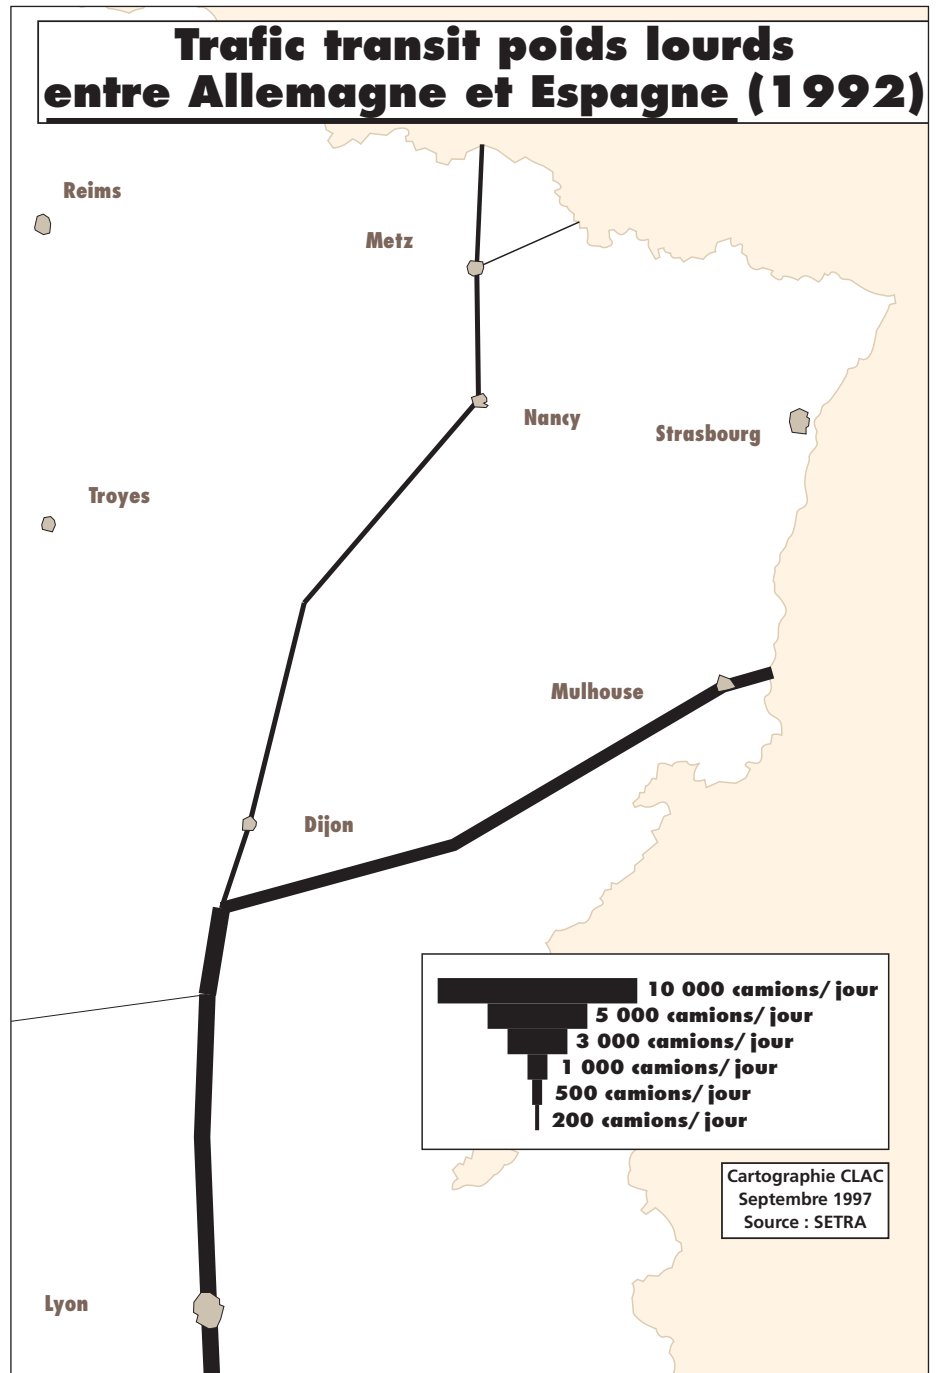 Trafic transit poids lourds
entre Allemagne et Espagne (1992)
Reims
Metz
Nancy
Strasbourg
Troyes
Mulhouse
Dijon
10 000 camions/jour
5 000 camions/jour
3 000 camions/jour
1 000 camions/jour
500 camions/jour
200 camions/jour
Cartographie CLAC
Septembre 1997
Source : SETRA
Lyon